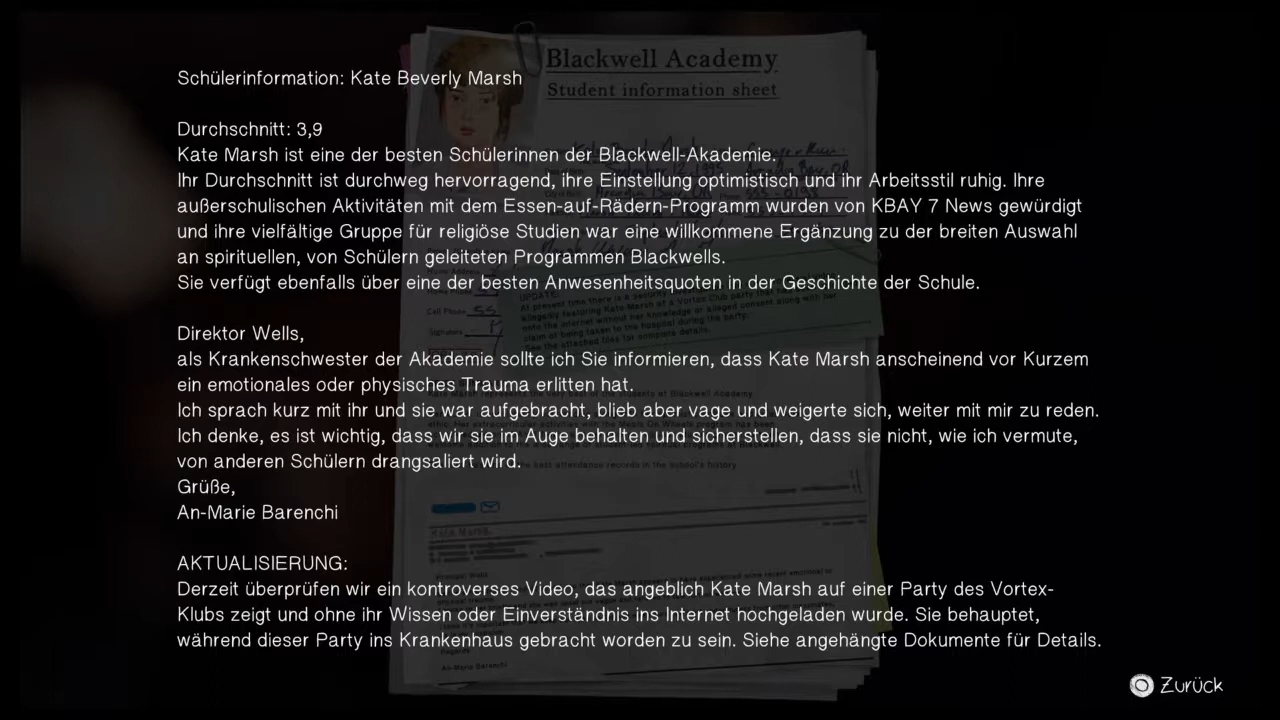 Blackwell Academy
Student information sheet
Schülerinformation: Kate Beverly Marsh
Durchschnitt: 3,9
Kate Marsh ist eine der besten Schülerinnen der Blackwell-Akademie.
Ihr Durchschnitt ist durchweg hervorragend, ihre Einstellung optimistisch und ihr Arbeitsstil ruhig. Ihre
außerschulischen Aktivitäten mit dem Essen-auf-Rädern-Programm wurden von KBAY 7 News gewürdigt
und ihre vielfältige Gruppe für religiöse Studien war eine willkommene Ergänzung zu der breiten Auswahl
an spirituellen, von Schülern geleiteten Programmen Blackwells.
Sie verfügt ebenfalls über eine der besten Anwesenheitsquoten in der Geschichte der Schule.
Direktor Wells,
als Krankenschwester der Akademie sollte ich Sie informieren, dass Kate Marsh anscheinend vor Kurzem
ein emotionales oder physisches Trauma erlitten hat.
Ich sprach kurz mit ihr und sie war aufgebracht, blieb aber vage und weigerte sich, weiter mit mir zu reden.
Ich denke, es ist wichtig, dass wir sie im Auge behalten und sicherstellen, dass sie nicht, wie ich vermute,
von anderen Schülern drangsaliert wird.
Grüße,
An-Marie Barenchi
AKTUALISIERUNG:
Derzeit überprüfen wir ein kontroverses Video, das angeblich Kate Marsh auf einer Party des Vortex-
Klubs zeigt und ohne ihr Wissen oder Einverständnis ins Internet hochgeladen wurde. Sie behauptet,
während dieser Party ins Krankenhaus gebracht worden zu sein. Siehe angehängte Dokumente für Details.
Zurück